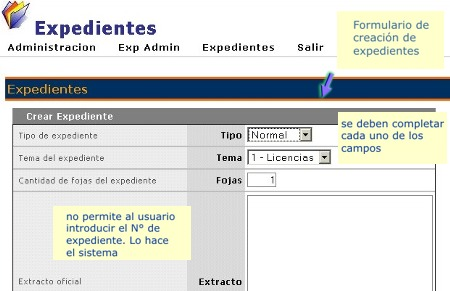 Expedientes
Formulario de
creación de
expedientes
Administracion Exp Admin Expedientes Salir
Expedientes
Crear Expediente
Tipo de expediente Tipo Normal
se deben completar
cada uno de los
campos
Tema del expediente Tema 1 - Licencias
Cantidad de fojas del expediente Fojas 1
no permite al usuario
introducir el Nº de
expediente. Lo hace
el sistema
Extracto oficial Extracto